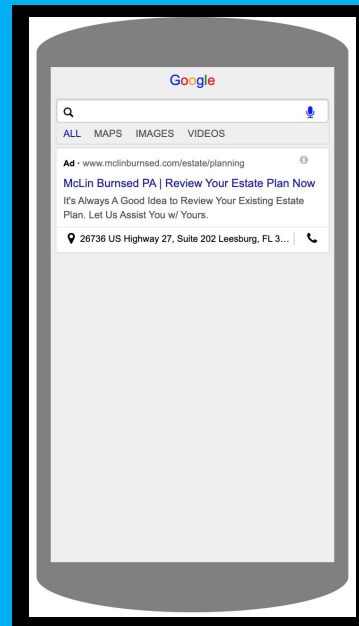 Google
ALL MAPS IMAGES VIDEOS
Ad · www.mclinburnsed.com/estate/planning
McLin Burnsed PA | Review Your Estate Plan Now
It's Always A Good Idea to Review Your Existing Estate
Plan. Let Us Assist You w/ Yours.
26736 US Highway 27, Suite 202 Leesburg, FL 3...